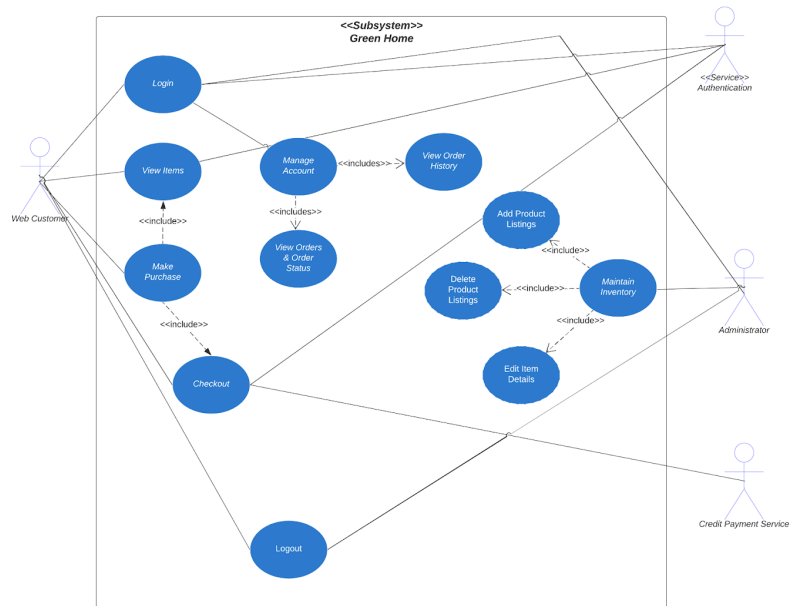 <<Subsystem>>
Green Home
Login
<<Service>>
Authentication
View Items
Manage
Account
<<includes>>
View Order
History
Web Customer
<<include>>
<<includes>>
Add Product
Listings
View Orders
& Order
Status
<<include>>
Make
Purchase
Delete
Product
Listings
<<include>>
Maintain
Inventory
<<include>>
<<include>>
Administrator
Checkout
Edit Item
Details
Credit Payment Service
Logout